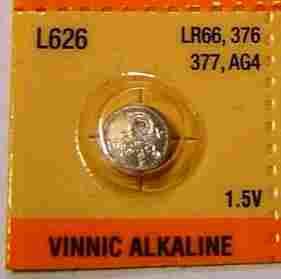 L626
LR66, 376
377, AG4
1.5V
VINNIC ALKALINE